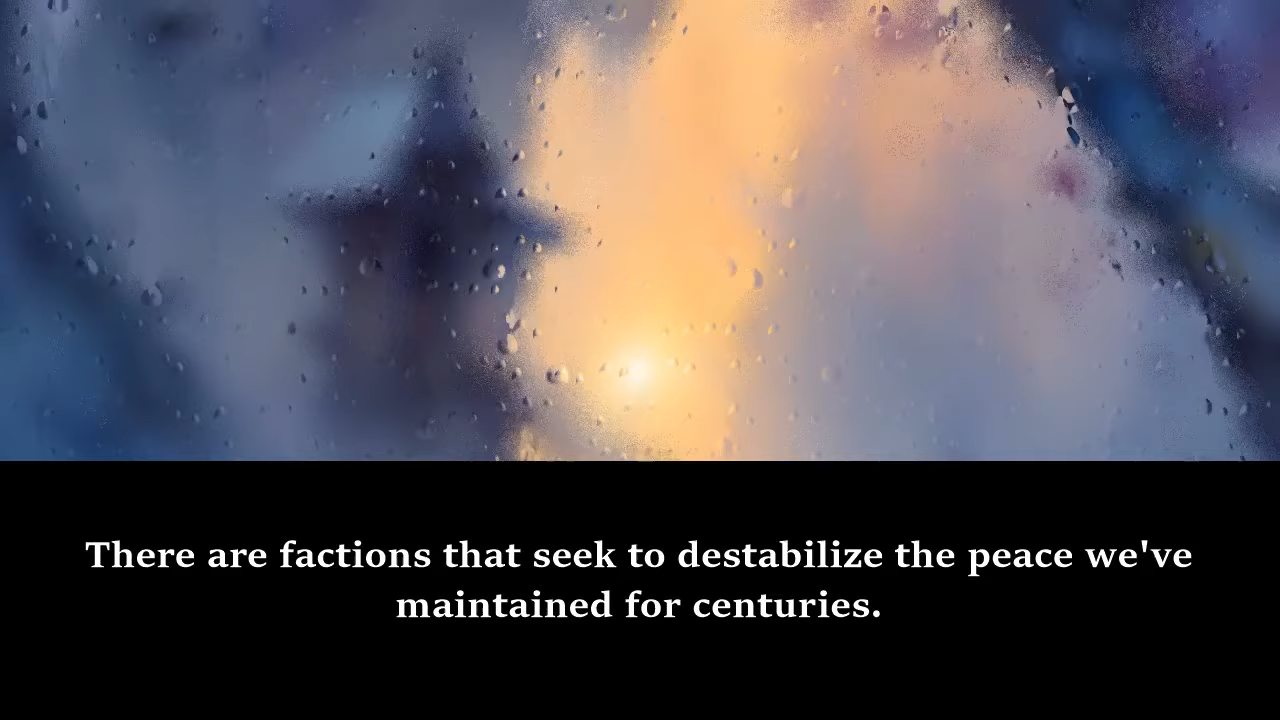 There are factions that seek to destabilize the peace we've
maintained for centuries.